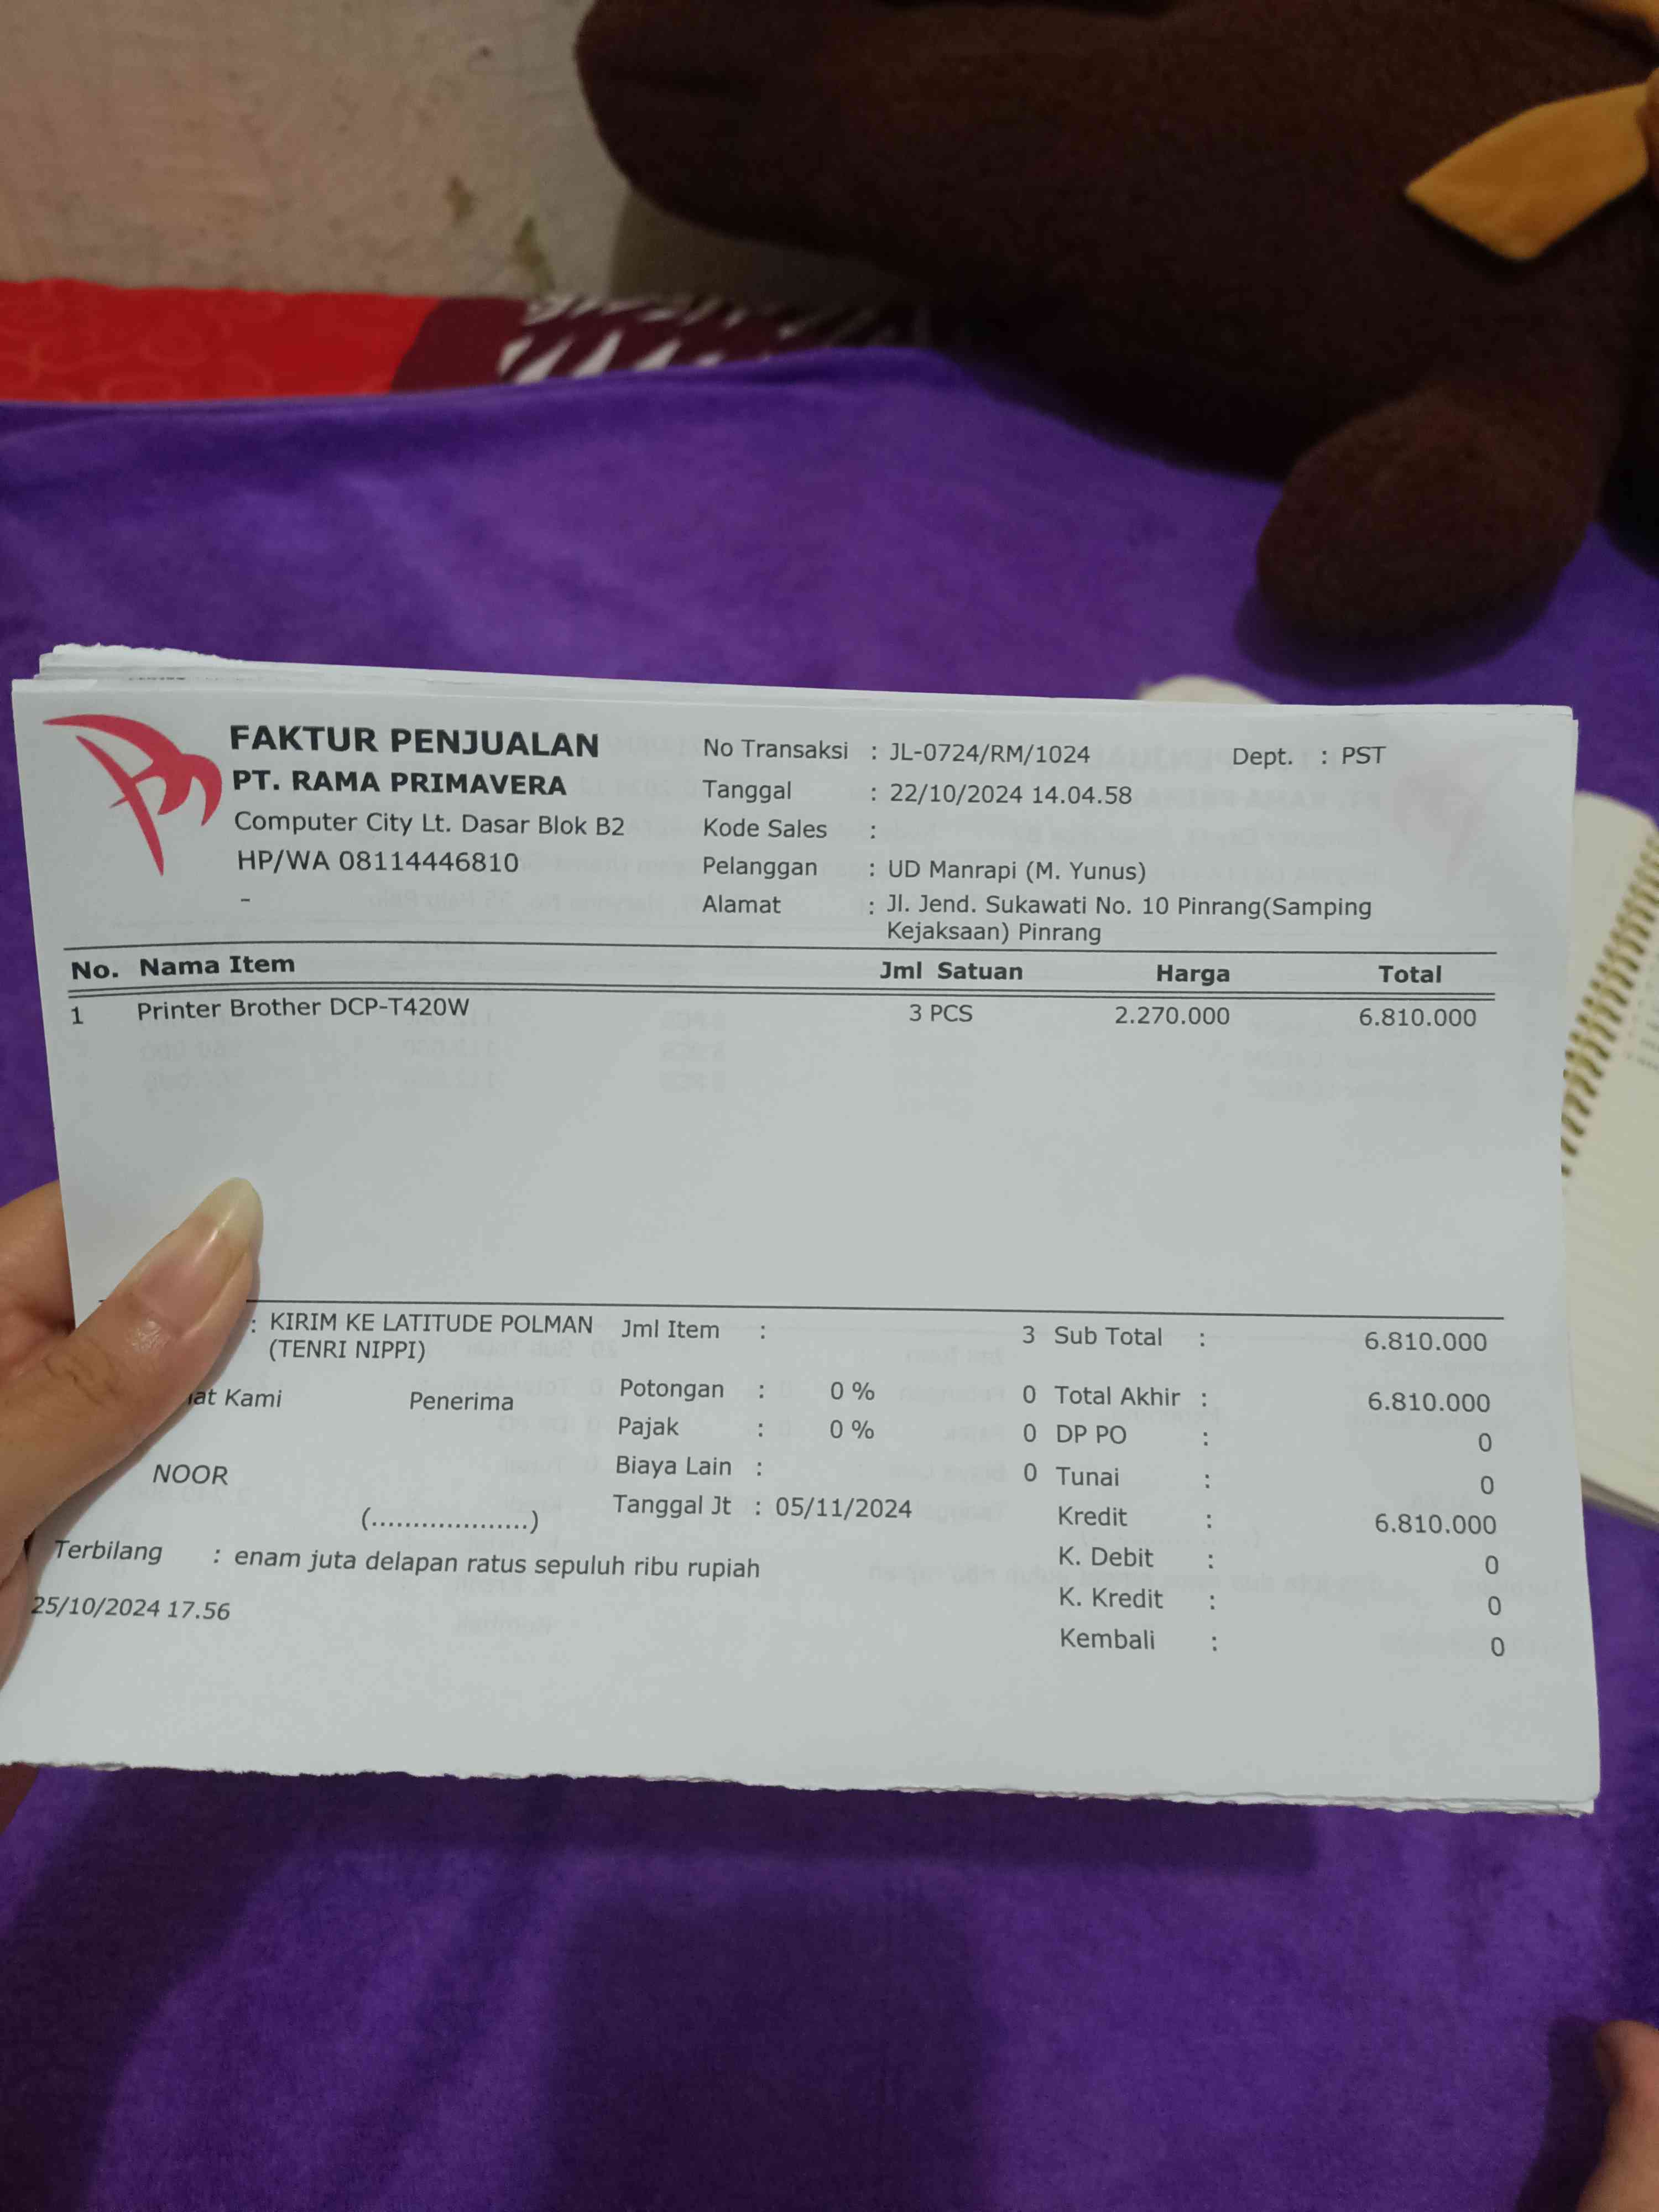 FAKTUR PENJUALAN
PT. RAMA PRIMAVERA
Computer City Lt. Dasar Blok B2
HP/WA 08114446810
-
No Transaksi : JL-0724/RM/1024 Dept. : PST
Tanggal : 22/10/2024 14.04.58
Kode Sales :
Pelanggan : UD Manrapi (M. Yunus)
Alamat : Jl. Jend. Sukawati No. 10 Pinrang(Samping
Kejaksaan) Pinrang
No. Nama Item Jml Satuan Harga Total
1 Printer Brother DCP-T420W 3 PCS 2.270.000 6.810.000
: KIRIM KE LATITUDE POLMAN
(TENRI NIPPI)
Kami Penerima
NOOR
(...................)
Jml Item : 3
Potongan : 0 % 0
Pajak : 0 % 0
Biaya Lain : 0
Tanggal Jt : 05/11/2024
Sub Total : 6.810.000
Total Akhir : 6.810.000
DP PO : 0
Tunai : 0
Kredit : 6.810.000
K. Debit : 0
K. Kredit : 0
Kembali : 0
Terbilang : enam juta delapan ratus sepuluh ribu rupiah
25/10/2024 17.56